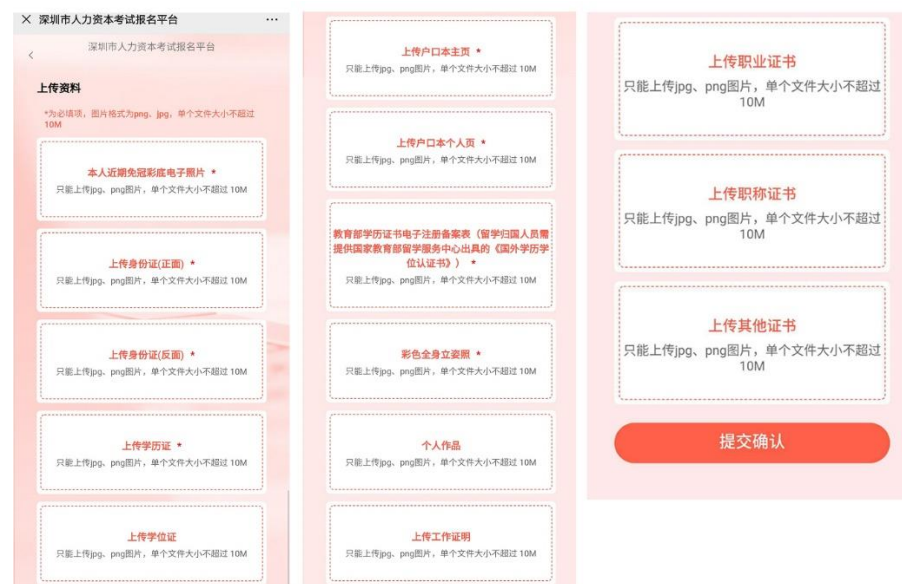 深圳市人力资本考试报名平台
深圳市人力资本考试报名平台
上传资料
*为必填项，图片格式为png、jpg，单个文件大小不超过
10M
本人近期免冠彩底电子照片 *
只能上传jpg、png图片，单个文件大小不超过 10M
上传身份证(正面) *
只能上传jpg、png图片，单个文件大小不超过 10M
上传身份证(反面) *
只能上传jpg、png图片，单个文件大小不超过 10M
上传学历证 *
只能上传jpg、png图片，单个文件大小不超过 10M
上传学位证
只能上传jpg、png图片，单个文件大小不超过 10M
上传户口本主页 *
只能上传jpg、png图片，单个文件大小不超过 10M
上传户口本个人页 *
只能上传jpg、png图片，单个文件大小不超过 10M
教育部学历证书电子注册备案表（留学归国人员需
提供国家教育部留学服务中心出具的《国外学历学
位认证书》） *
只能上传jpg、png图片，单个文件大小不超过 10M
彩色全身立姿照 *
只能上传jpg、png图片，单个文件大小不超过 10M
个人作品
只能上传jpg、png图片，单个文件大小不超过 10M
上传工作证明
只能上传jpg、png图片，单个文件大小不超过 10M
上传职业证书
只能上传jpg、png图片，单个文件大小不超过
10M
上传职称证书
只能上传jpg、png图片，单个文件大小不超过
10M
上传其他证书
只能上传jpg、png图片，单个文件大小不超过
10M
提交确认